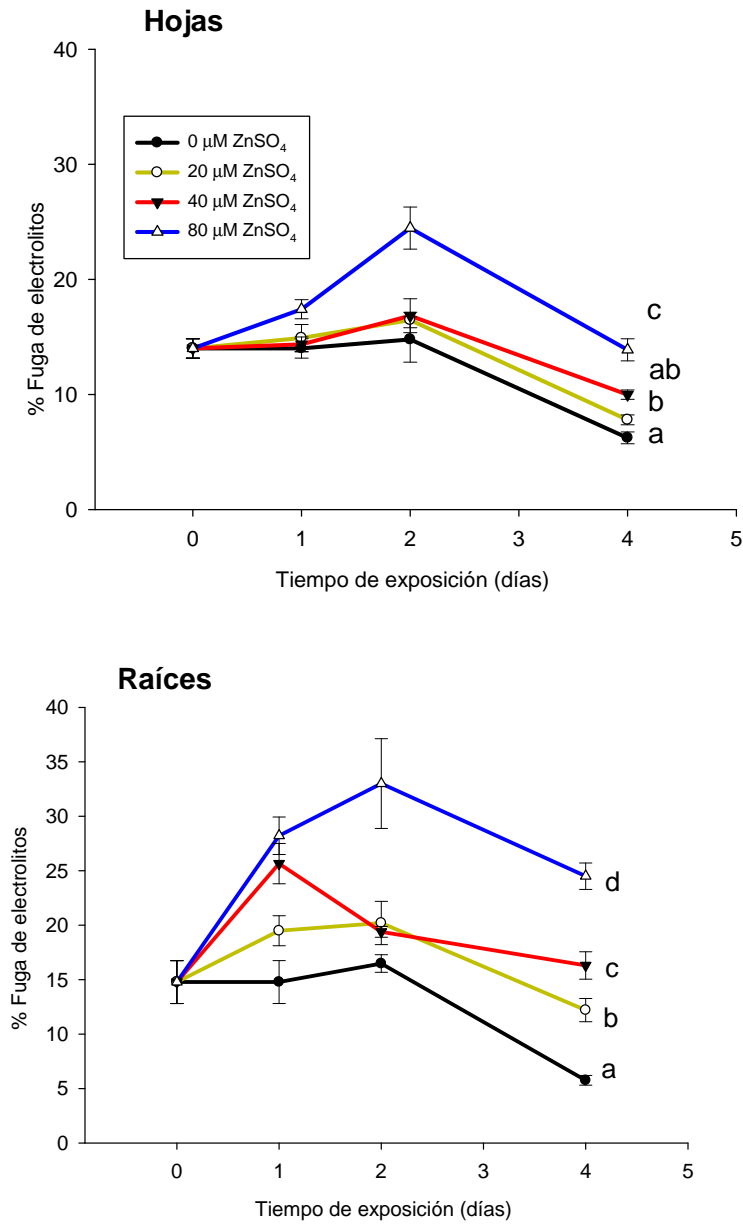 Hojas
40
30
20
10
0
% Fuga de electrolitos
0 μM ZnSO4
20 μM ZnSO4
40 μM ZnSO4
80 μM ZnSO4
c
ab
b
a
0 1 2 3 4 5
Tiempo de exposición (días)
Raíces
40
35
30
25
20
15
10
5
0
% Fuga de electrolitos
d
c
b
a
0 1 2 3 4 5
Tiempo de exposición (días)